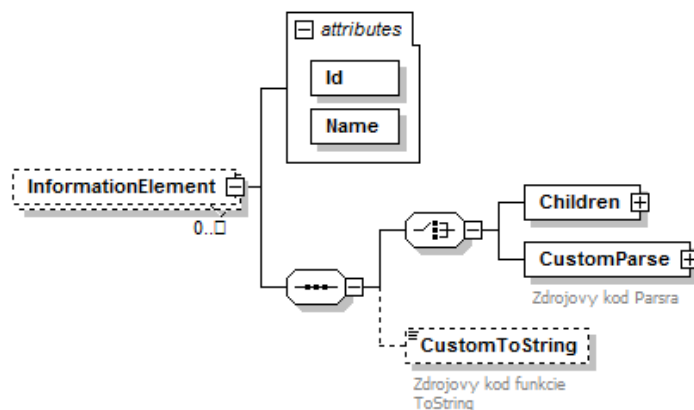 attributes
Id
Name
InformationElement
0..□
Children
CustomParse
Zdrojovy kod Parsra
CustomToString
Zdrojovy kod funkcie
ToString